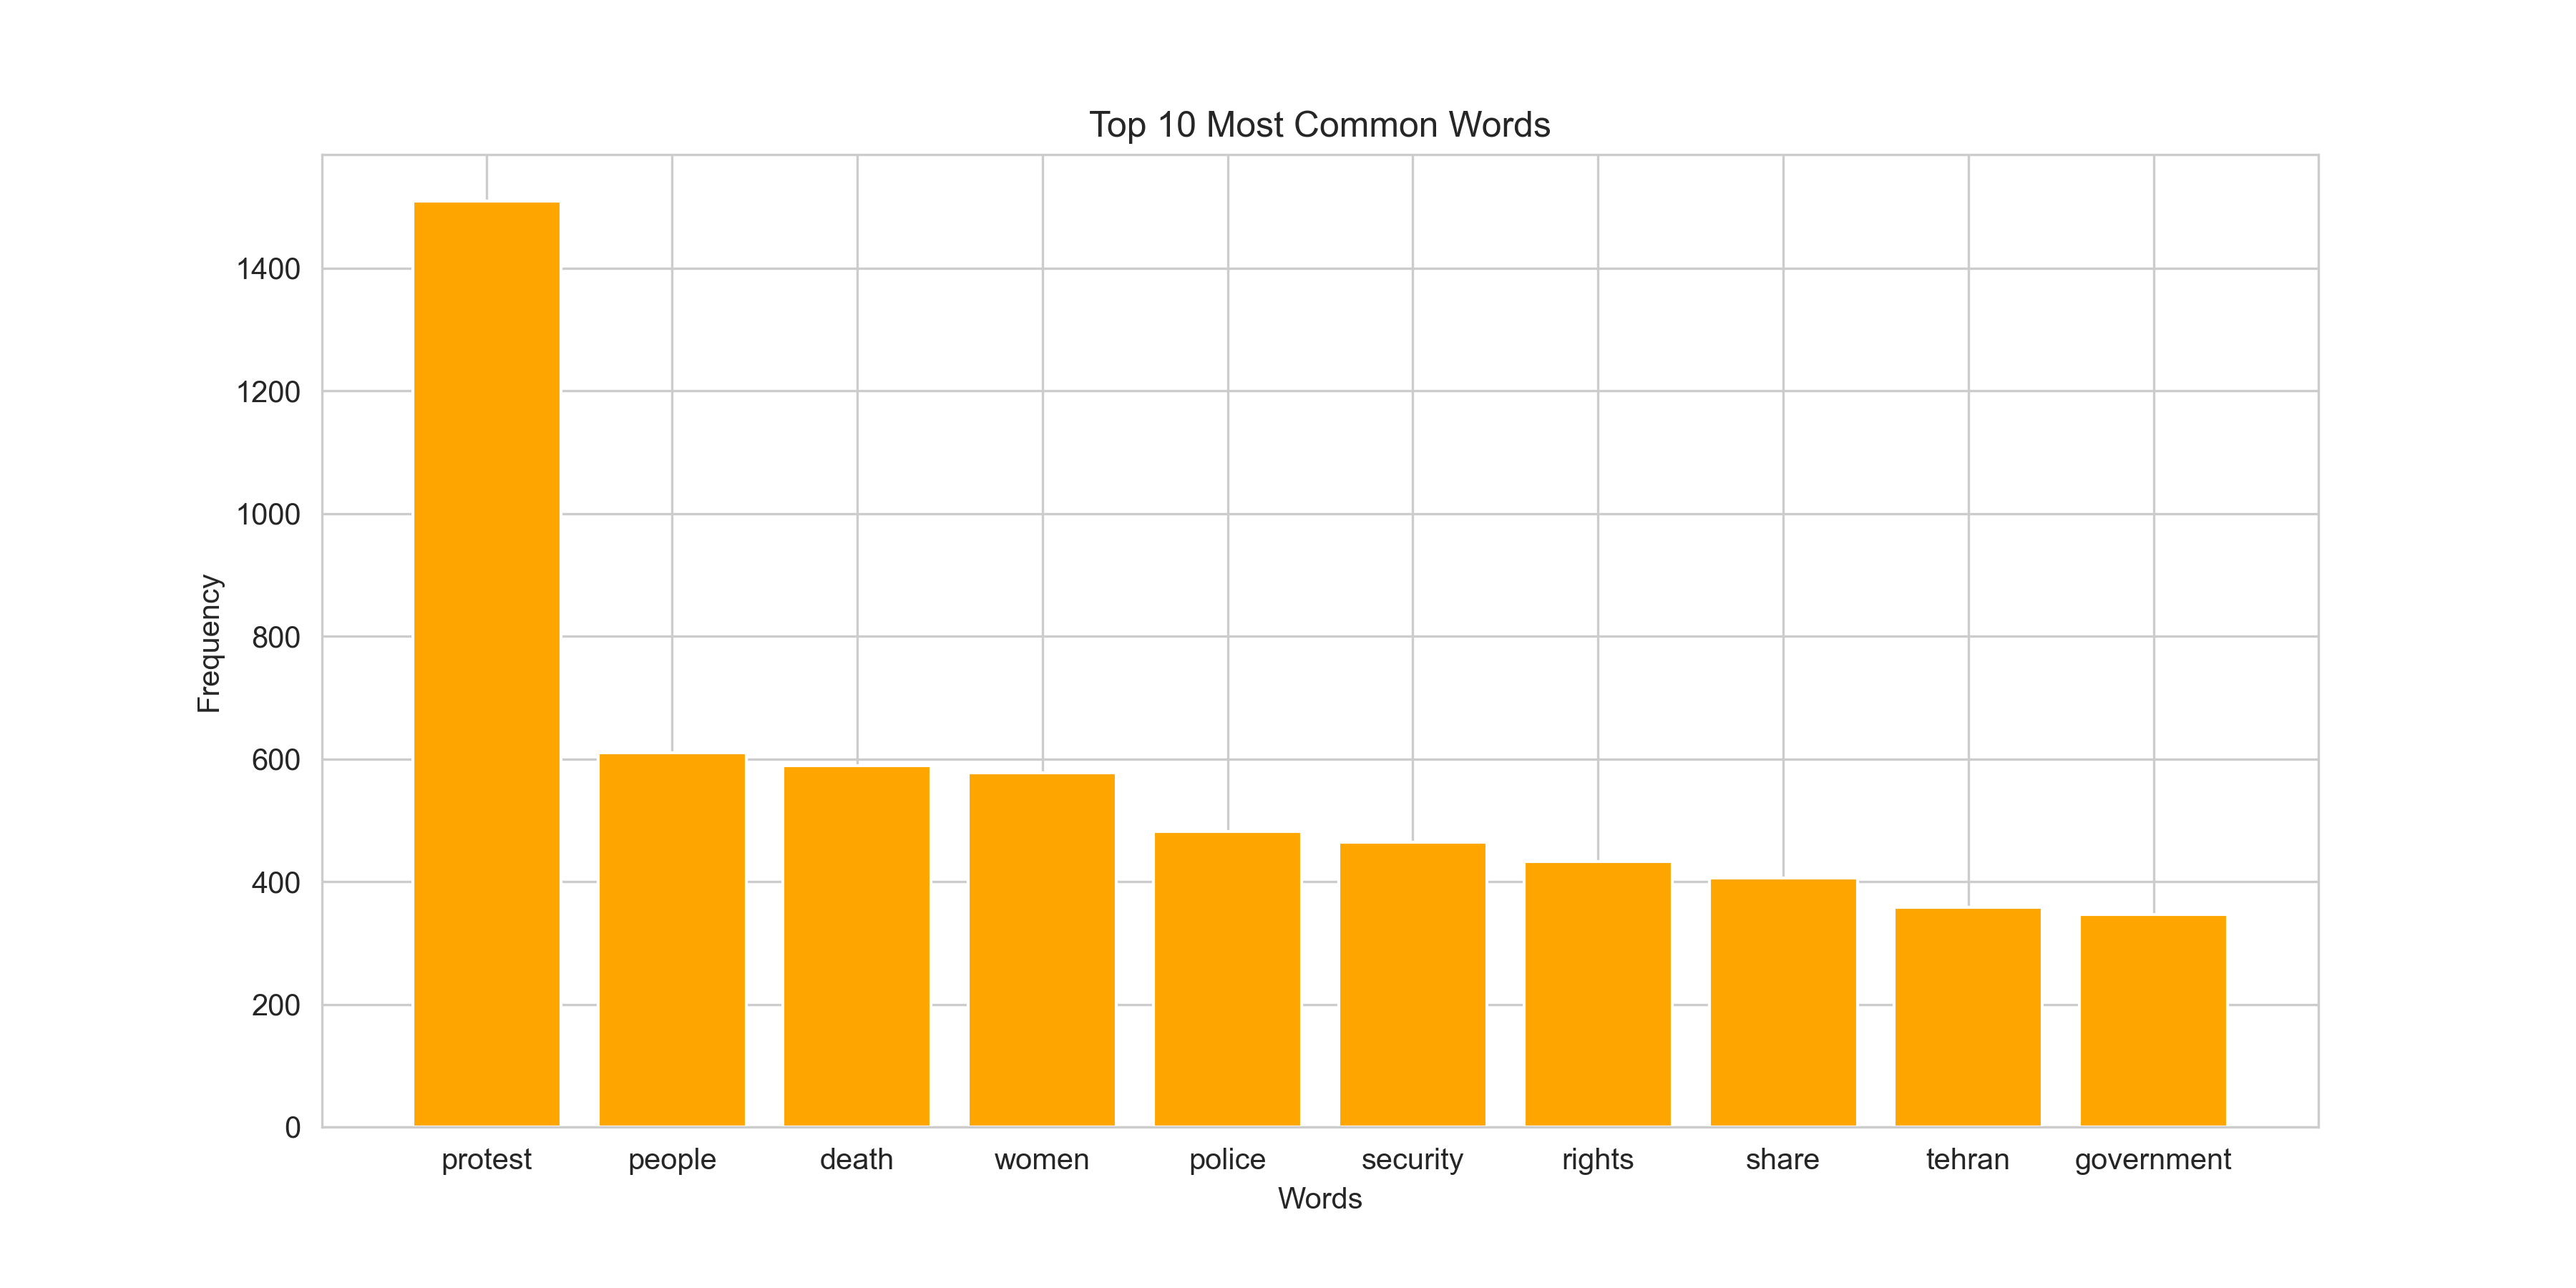 Top 10 Most Common Words
1400
1200
1000
800
600
400
200
0
Frequency
protest people death women police security rights share tehran government
Words